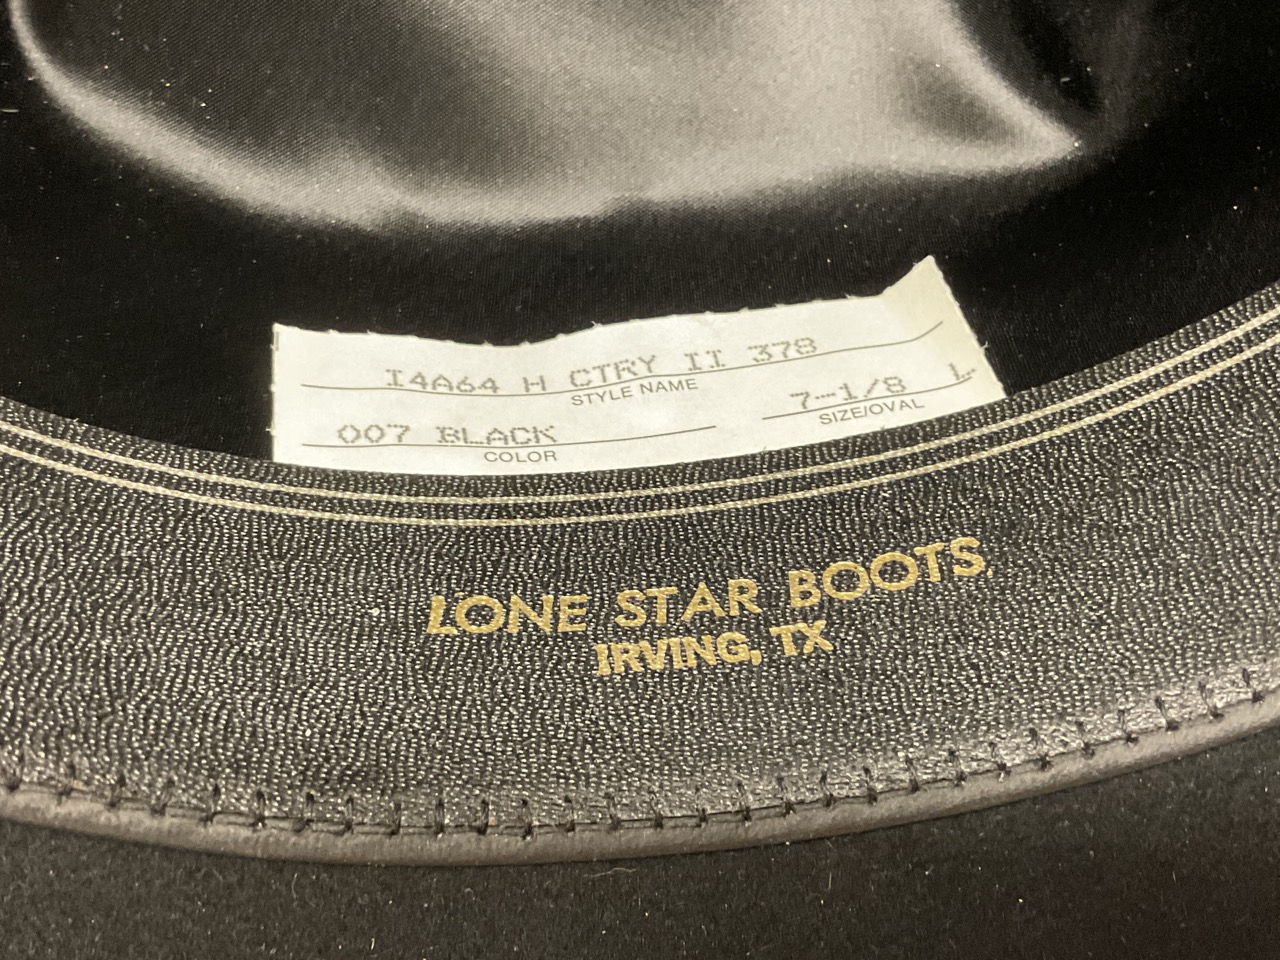 I4A64 H CTRY II 378
STYLE NAME
7-1/8 L
SIZE/OVAL
007 BLACK
COLOR
LONE STAR BOOTS
IRVING, TX